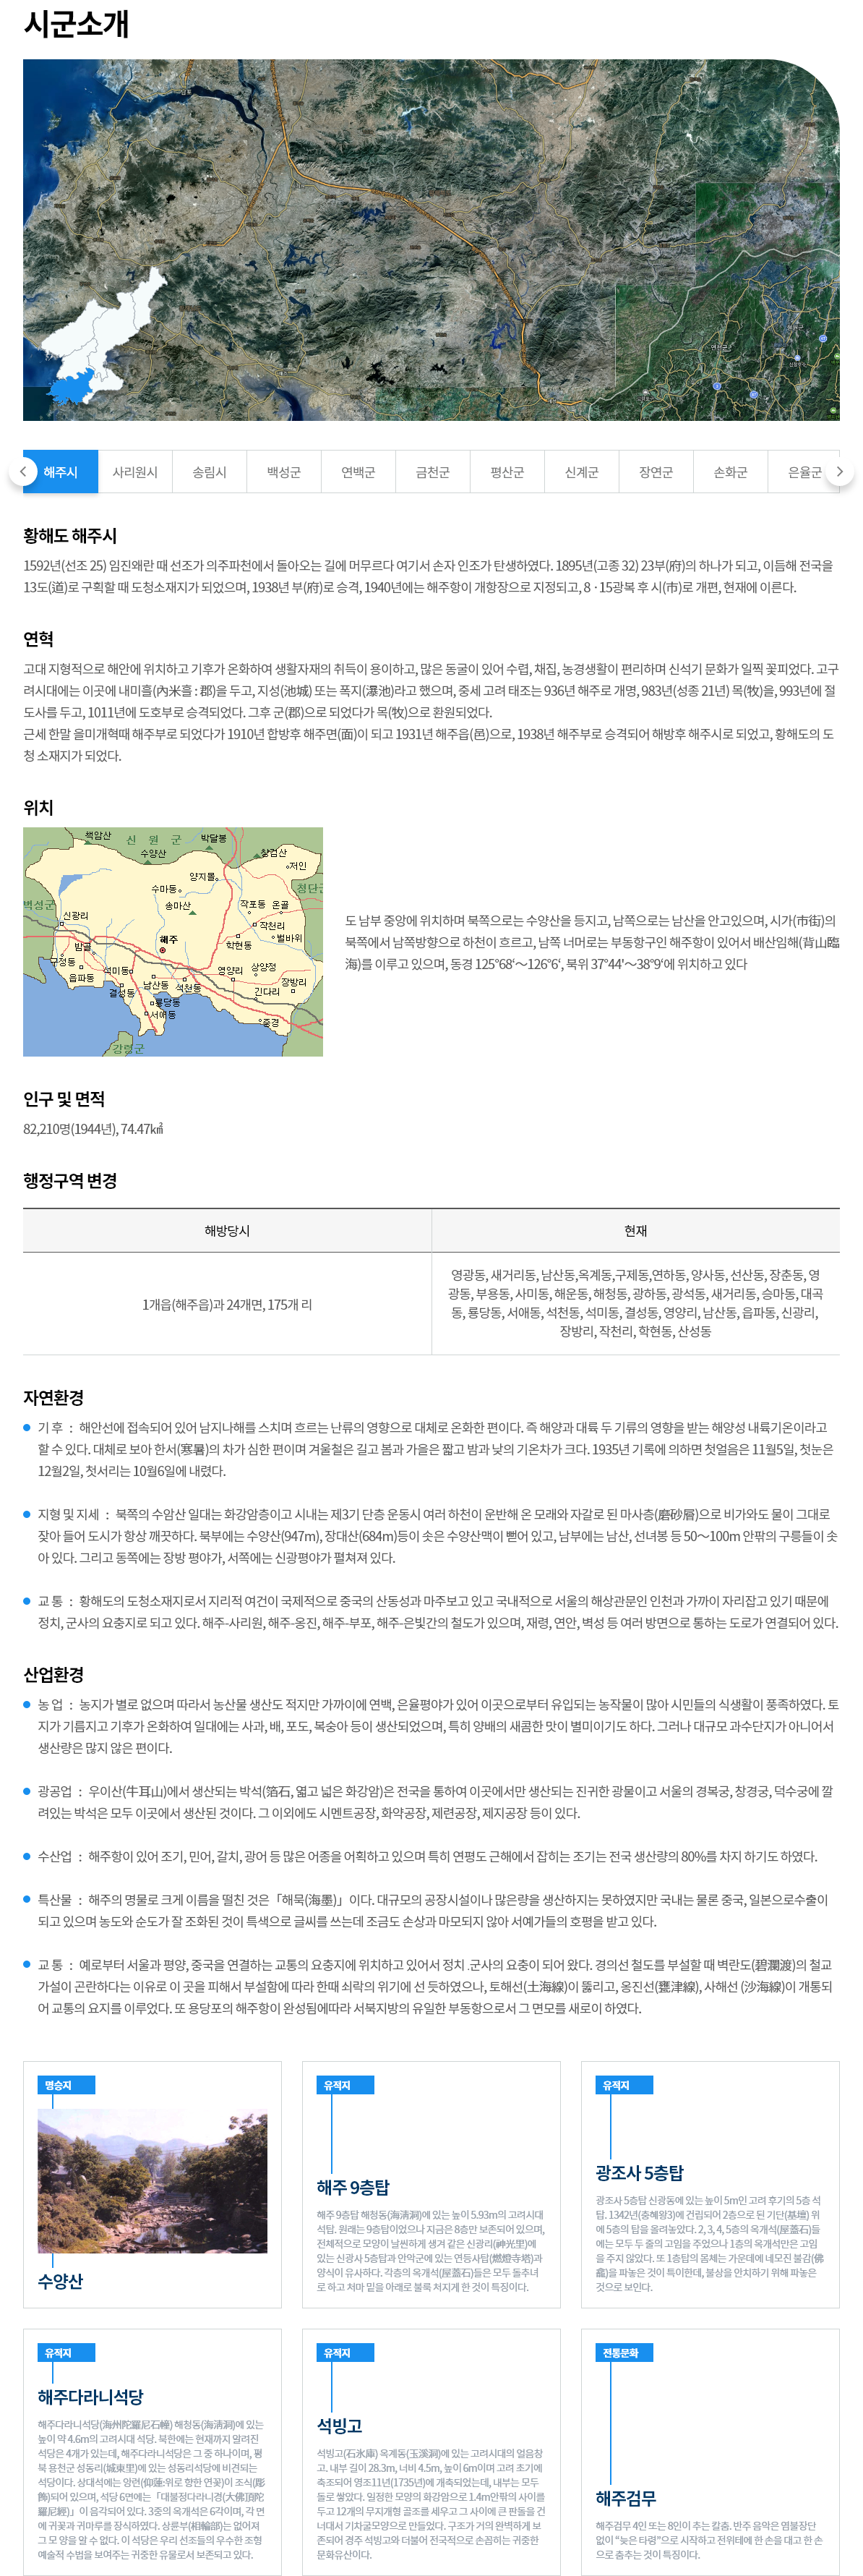 시군소개
해주시
사리원시
송림시
백성군
연백군
금천군
평산군
신계군
장연군
손화군
은율군
황해도 해주시
1592년(선조 25) 임진왜란 때 선조가 의주파천에서 돌아오는 길에 머무르다 여기서 손자 인조가 탄생하였다. 1895년(고종 32) 23부(府)의 하나가 되고, 이듬해 전국을
13도(道)로 구획할 때 도청소재지가 되었으며, 1938년 부(府)로 승격, 1940년에는 해주항이 개항장으로 지정되고, 8 ·15광복 후 시(市)로 개편, 현재에 이른다.
연혁
고대 지형적으로 해안에 위치하고 기후가 온화하여 생활자재의 취득이 용이하고, 많은 동굴이 있어 수렵, 채집, 농경생활이 편리하며 신석기 문화가 일찍 꽃피었다. 고구
려시대에는 이곳에 내미홀(內米忽 : 郡)을 두고, 지성(池城) 또는 폭지(瀑池)라고 했으며, 중세 고려 태조는 936년 해주로 개명, 983년(성종 21년) 목(牧)을, 993년에 절
도사를 두고, 1011년에 도호부로 승격되었다. 그후 군(郡)으로 되었다가 목(牧)으로 환원되었다.
근세 한말 을미개혁때 해주부로 되었다가 1910년 합방후 해주면(面)이 되고 1931년 해주읍(邑)으로, 1938년 해주부로 승격되어 해방후 해주시로 되었고, 황해도의 도
청 소재지가 되었다.
위치
책암산
신 원 군
박달봉
수양산
창검산
저인
양지몰
수마동
청단군
벽성군
송마산
작포동 온골
신광리
작천리
해주
벌바위
밤골
학현동
구정동
석미동
영양리 상양정
읍파동
남산동
장방리
결성동
석천동
긴다리
룡당동
서애동
중경
강령군
도 남부 중앙에 위치하며 북쪽으로는 수양산을 등지고, 남쪽으로는 남산을 안고있으며, 시가(市街)의
북쪽에서 남쪽방향으로 하천이 흐르고, 남쪽 너머로는 부동항구인 해주항이 있어서 배산임해(背山臨
海)를 이루고 있으며, 동경 125°68‘～126°6‘, 북위 37°44'～38°9‘에 위치하고 있다
인구 및 면적
82,210명(1944년), 74.47㎢
행정구역 변경
해방당시
현재
1개읍(해주읍)과 24개면, 175개 리
영광동, 새거리동, 남산동,옥계동,구제동,연하동, 양사동, 선산동, 장춘동, 영
광동, 부용동, 사미동, 해운동, 해청동, 광하동, 광석동, 새거리동, 승마동, 대곡
동, 룡당동, 서애동, 석천동, 석미동, 결성동, 영양리, 남산동, 읍파동, 신광리,
장방리, 작천리, 학현동, 산성동
자연환경
기 후 ： 해안선에 접속되어 있어 남지나해를 스치며 흐르는 난류의 영향으로 대체로 온화한 편이다. 즉 해양과 대륙 두 기류의 영향을 받는 해양성 내륙기온이라고
할 수 있다. 대체로 보아 한서(寒暑)의 차가 심한 편이며 겨울철은 길고 봄과 가을은 짧고 밤과 낮의 기온차가 크다. 1935년 기록에 의하면 첫얼음은 11월5일, 첫눈은
12월2일, 첫서리는 10월6일에 내렸다.
지형 및 지세 ： 북쪽의 수암산 일대는 화강암층이고 시내는 제3기 단층 운동시 여러 하천이 운반해 온 모래와 자갈로 된 마사층(磨砂層)으로 비가와도 물이 그대로
잦아 들어 도시가 항상 깨끗하다. 북부에는 수양산(947m), 장대산(684m)등이 솟은 수양산맥이 뻗어 있고, 남부에는 남산, 선녀봉 등 50～100m 안팎의 구릉들이 솟
아 있다. 그리고 동쪽에는 장방 평야가, 서쪽에는 신광평야가 펼쳐져 있다.
교 통 ： 황해도의 도청소재지로서 지리적 여건이 국제적으로 중국의 산동성과 마주보고 있고 국내적으로 서울의 해상관문인 인천과 가까이 자리잡고 있기 때문에
정치, 군사의 요충지로 되고 있다. 해주-사리원, 해주-옹진, 해주-부포, 해주-은빛간의 철도가 있으며, 재령, 연안, 벽성 등 여러 방면으로 통하는 도로가 연결되어 있다.
산업환경
농 업 ： 농지가 별로 없으며 따라서 농산물 생산도 적지만 가까이에 연백, 은율평야가 있어 이곳으로부터 유입되는 농작물이 많아 시민들의 식생활이 풍족하였다. 토
지가 기름지고 기후가 온화하여 일대에는 사과, 배, 포도, 복숭아 등이 생산되었으며, 특히 양배의 새콤한 맛이 별미이기도 하다. 그러나 대규모 과수단지가 아니어서
생산량은 많지 않은 편이다.
광공업 ： 우이산(牛耳山)에서 생산되는 박석(箔石, 엷고 넓은 화강암)은 전국을 통하여 이곳에서만 생산되는 진귀한 광물이고 서울의 경복궁, 창경궁, 덕수궁에 깔
려있는 박석은 모두 이곳에서 생산된 것이다. 그 이외에도 시멘트공장, 화약공장, 제련공장, 제지공장 등이 있다.
수산업 ： 해주항이 있어 조기, 민어, 갈치, 광어 등 많은 어종을 어획하고 있으며 특히 연평도 근해에서 잡히는 조기는 전국 생산량의 80%를 차지 하기도 하였다.
특산물 ： 해주의 명물로 크게 이름을 떨친 것은「해묵(海墨)」이다. 대규모의 공장시설이나 많은량을 생산하지는 못하였지만 국내는 물론 중국, 일본으로수출이
되고 있으며 농도와 순도가 잘 조화된 것이 특색으로 글씨를 쓰는데 조금도 손상과 마모되지 않아 서예가들의 호평을 받고 있다.
교 통 ： 예로부터 서울과 평양, 중국을 연결하는 교통의 요충지에 위치하고 있어서 정치 .군사의 요충이 되어 왔다. 경의선 철도를 부설할 때 벽란도(碧瀾渡)의 철교
가설이 곤란하다는 이유로 이 곳을 피해서 부설함에 따라 한때 쇠락의 위기에 선 듯하였으나, 토해선(土海線)이 뚫리고, 옹진선(甕津線), 사해선 (沙海線)이 개통되
어 교통의 요지를 이루었다. 또 용당포의 해주항이 완성됨에따라 서북지방의 유일한 부동항으로서 그 면모를 새로이 하였다.
명승지
수양산
유적지
해주 9층탑
해주 9층탑 해청동(海淸洞)에 있는 높이 5.93m의 고려시대
석탑. 원래는 9층탑이었으나 지금은 8층만 보존되어 있으며,
전체적으로 모양이 날씬하게 생겨 같은 신광리(神光里)에
있는 신광사 5층탑과 안악군에 있는 연등사탑(燃燈寺塔)과
양식이 유사하다. 각층의 옥개석(屋蓋石)들은 모두 돌추녀
로 하고 처마 밑을 아래로 불룩 처지게 한 것이 특징이다.
유적지
광조사 5층탑
광조사 5층탑 신광동에 있는 높이 5m인 고려 후기의 5층 석
탑. 1342년(충혜왕3)에 건립되어 2층으로 된 기단(基壇) 위
에 5층의 탑을 올려놓았다. 2, 3, 4, 5층의 옥개석(屋蓋石)들
에는 모두 두 줄의 고임을 주었으나 1층의 옥개석만은 고임
을 주지 않았다. 또 1층탑의 몸체는 가운데에 네모진 불감(佛
龕)을 파놓은 것이 특이한데, 불상을 안치하기 위해 파놓은
것으로 보인다.
유적지
해주다라니석당
해주다라니석당(海州陀羅尼石幢) 해청동(海淸洞)에 있는
높이 약 4.6m의 고려시대 석당. 북한에는 현재까지 알려진
석당은 4개가 있는데, 해주다라니석당은 그 중 하나이며, 평
북 용천군 성동리(城東里)에 있는 성동리석당에 비견되는
석당이다. 상대석에는 앙련(仰蓮:위로 향한 연꽃)이 조식(彫
飾)되어 있으며, 석당 6면에는「대불정다라니경(大佛頂陀
羅尼經)」이 음각되어 있다. 3중의 옥개석은 6각이며, 각 면
에 귀꽃과 귀마루를 장식하였다. 상륜부(相輪部)는 없어져
그 모양을 알 수 없다. 이 석당은 우리 선조들의 우수한 조형
예술적 수법을 보여주는 귀중한 유물로서 보존되고 있다.
유적지
석빙고
석빙고(石氷庫) 옥계동(玉溪洞)에 있는 고려시대의 얼음창
고. 내부 길이 28.3m, 너비 4.5m, 높이 6m이며 고려 초기에
축조되어 영조11년(1735년)에 개축되었는데, 내부는 모두
돌로 쌓았다. 일정한 모양의 화강암으로 1.4m안팎의 사이를
두고 12개의 무지개형 골조를 세우고 그 사이에 큰 판돌을 건
너대서 기차굴모양으로 만들었다. 구조가 거의 완벽하게 보
존되어 경주 석빙고와 더불어 전국적으로 손꼽히는 귀중한
문화유산이다.
전통문화
해주검무
해주검무 4인 또는 8인이 추는 칼춤. 반주 음악은 염불장단
없이 “늦은 타령”으로 시작하고 전위테에 한 손을 대고 한 손
으로 춤추는 것이 특징이다.